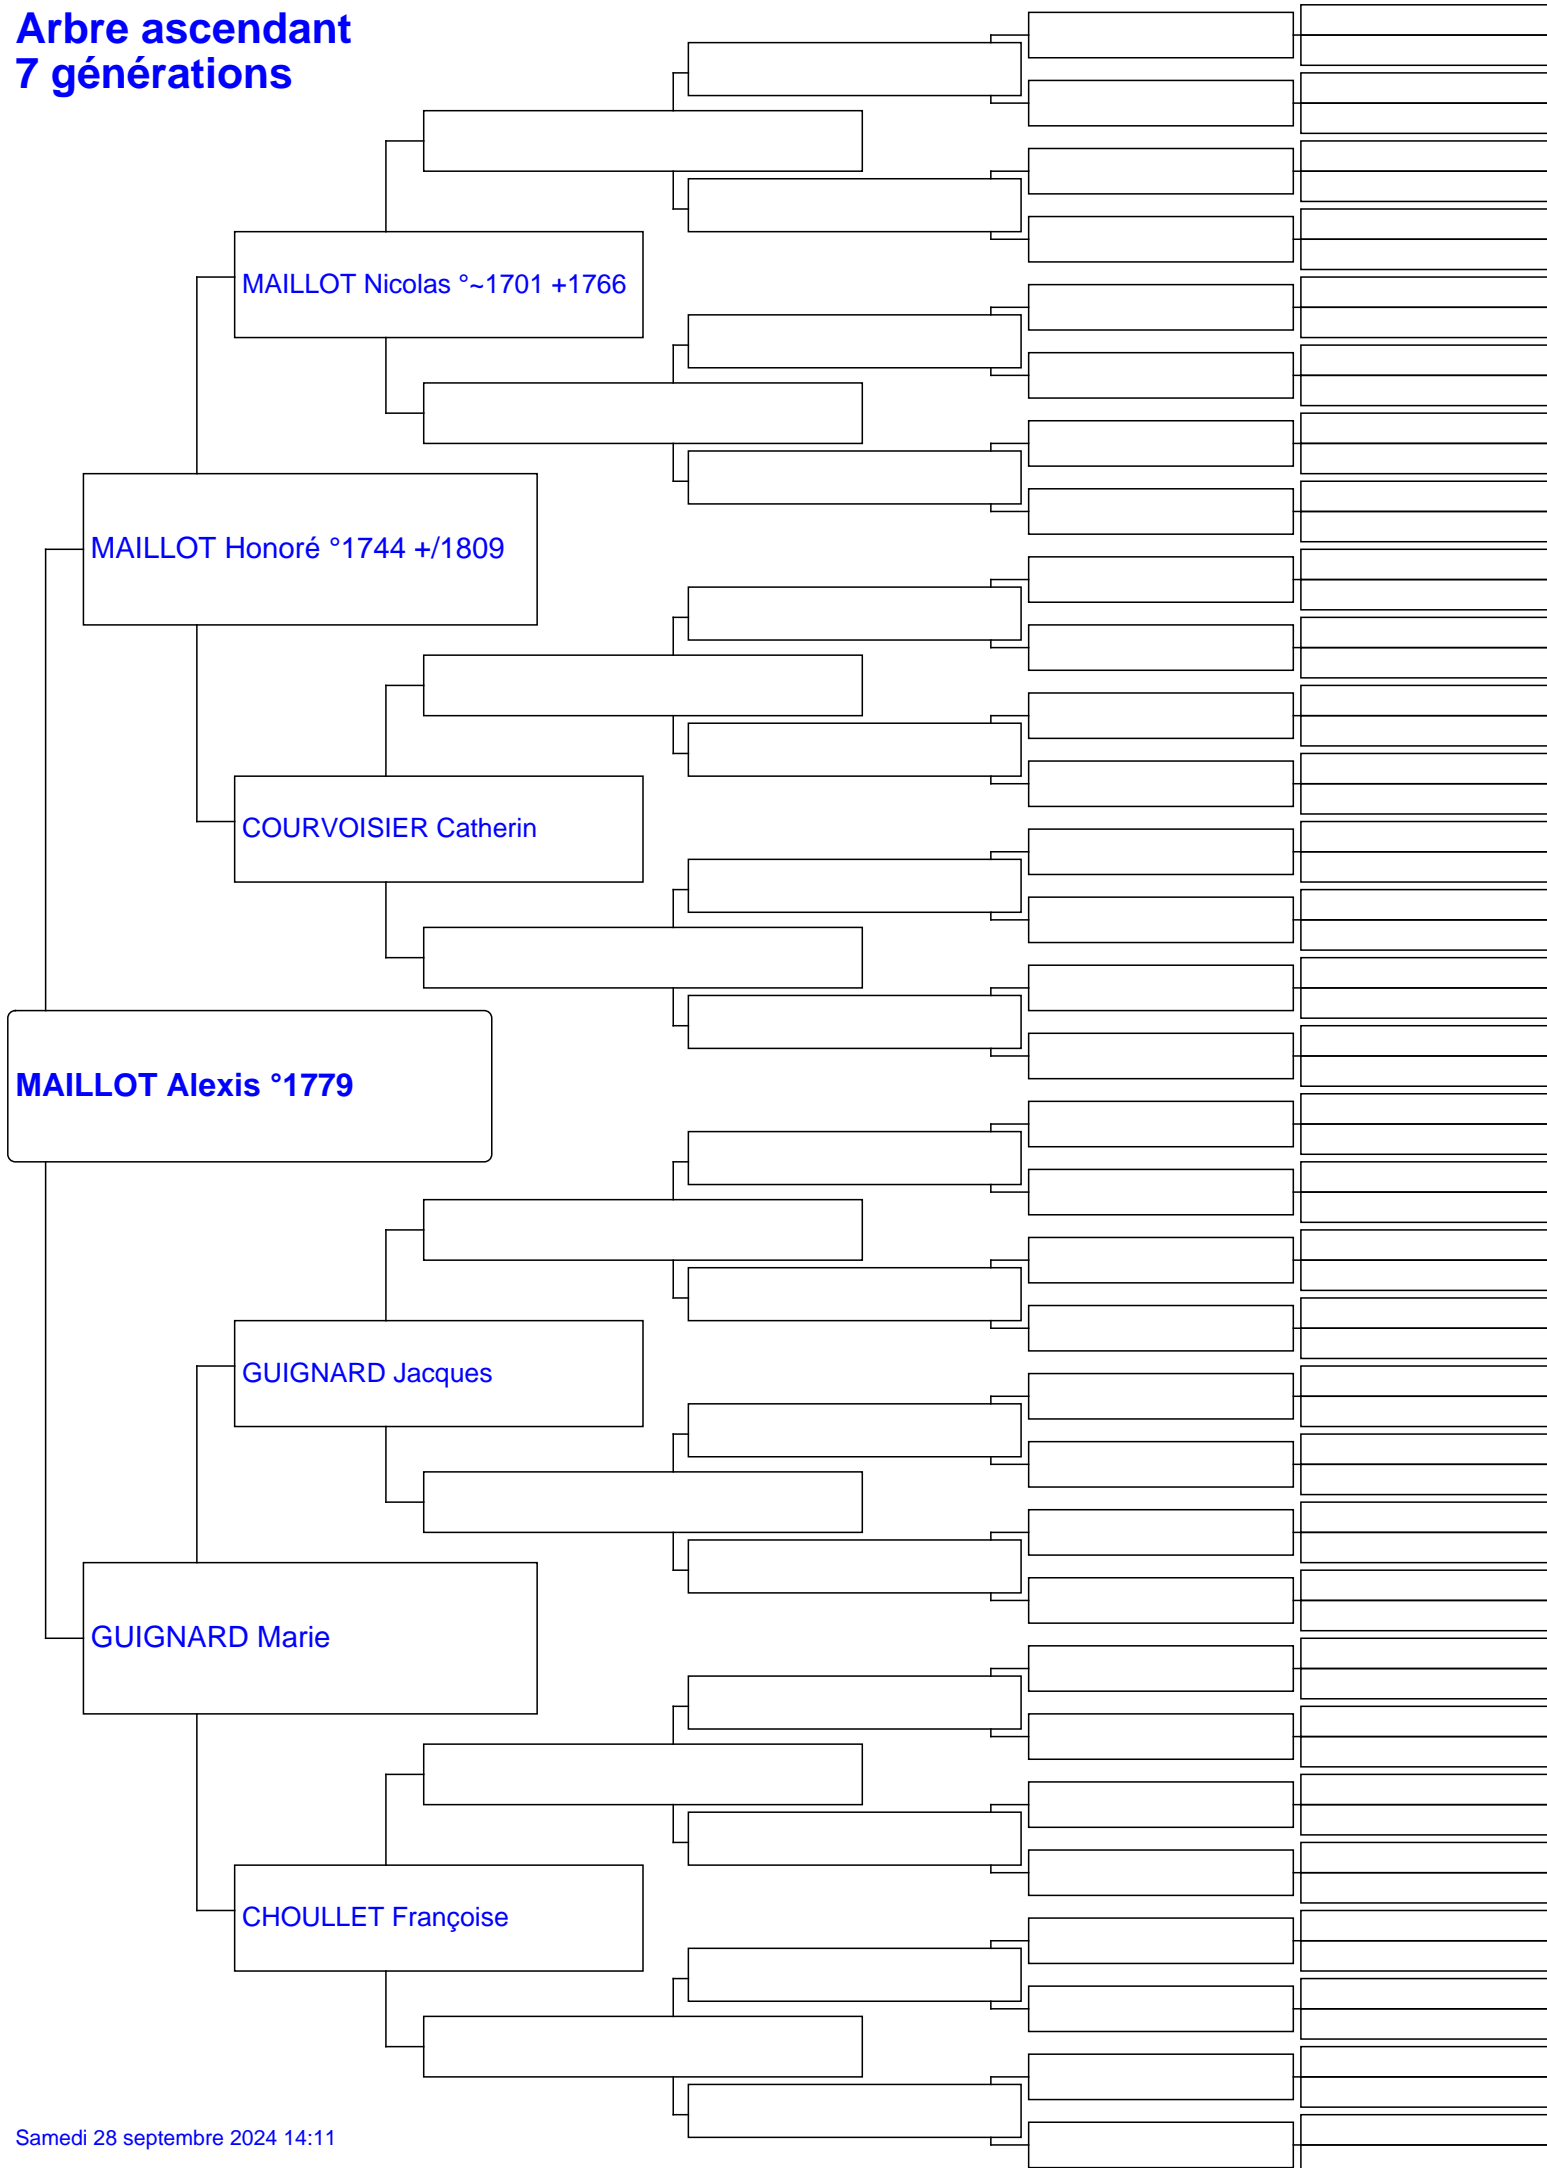 Arbre ascendant
7 générations
MAILLOT Nicolas °~1701 +1766
MAILLOT Honoré °1744 +/1809
COURVOISIER Catherin
MAILLOT Alexis °1779
GUIGNARD Jacques
GUIGNARD Marie
CHOULLET Françoise
Samedi 28 septembre 2024 14:11